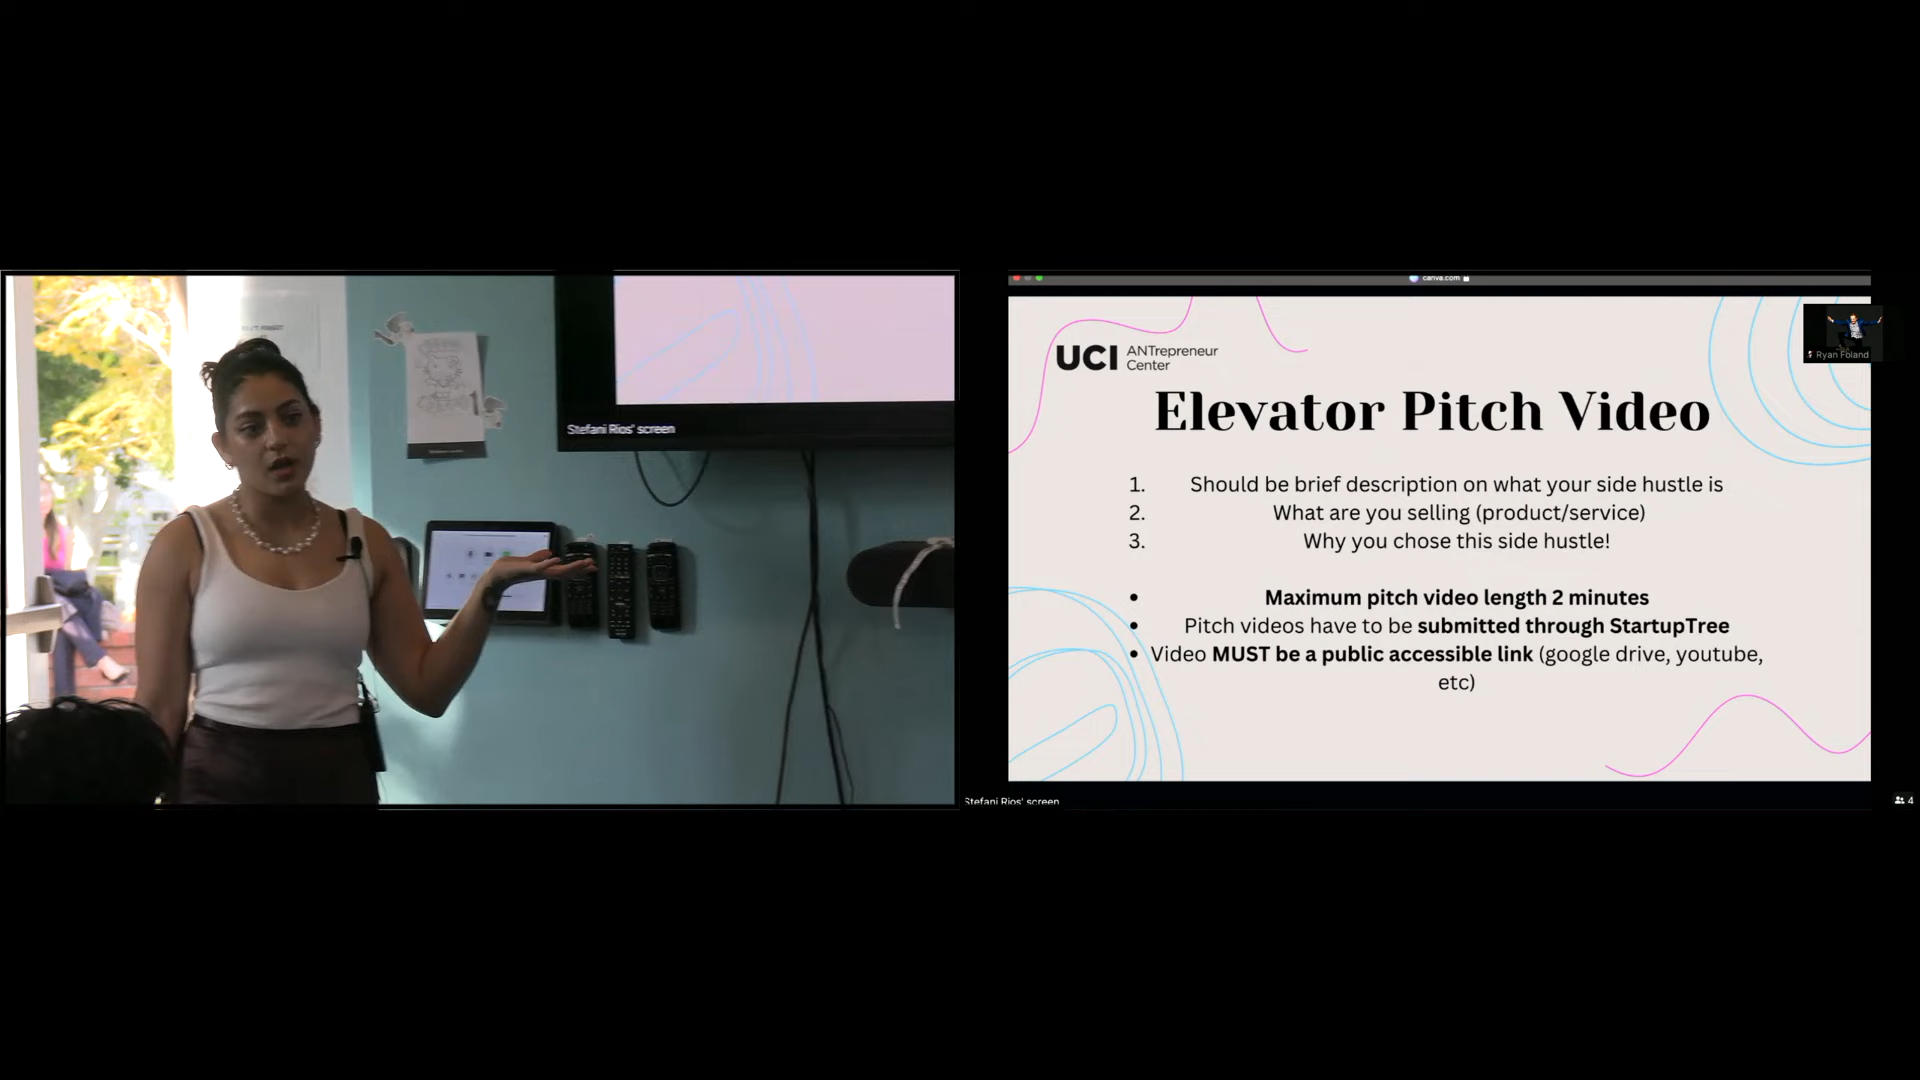 Stefani Rios' screen
canva.com
UCI ANTrepreneur
Center
Ryan Foland
Elevator Pitch Video
1. Should be brief description on what your side hustle is
2. What are you selling (product/service)
3. Why you chose this side hustle!
• Maximum pitch video length 2 minutes
• Pitch videos have to be submitted through StartupTree
• Video MUST be a public accessible link (google drive, youtube,
etc)
Stefani Rios' screen
4